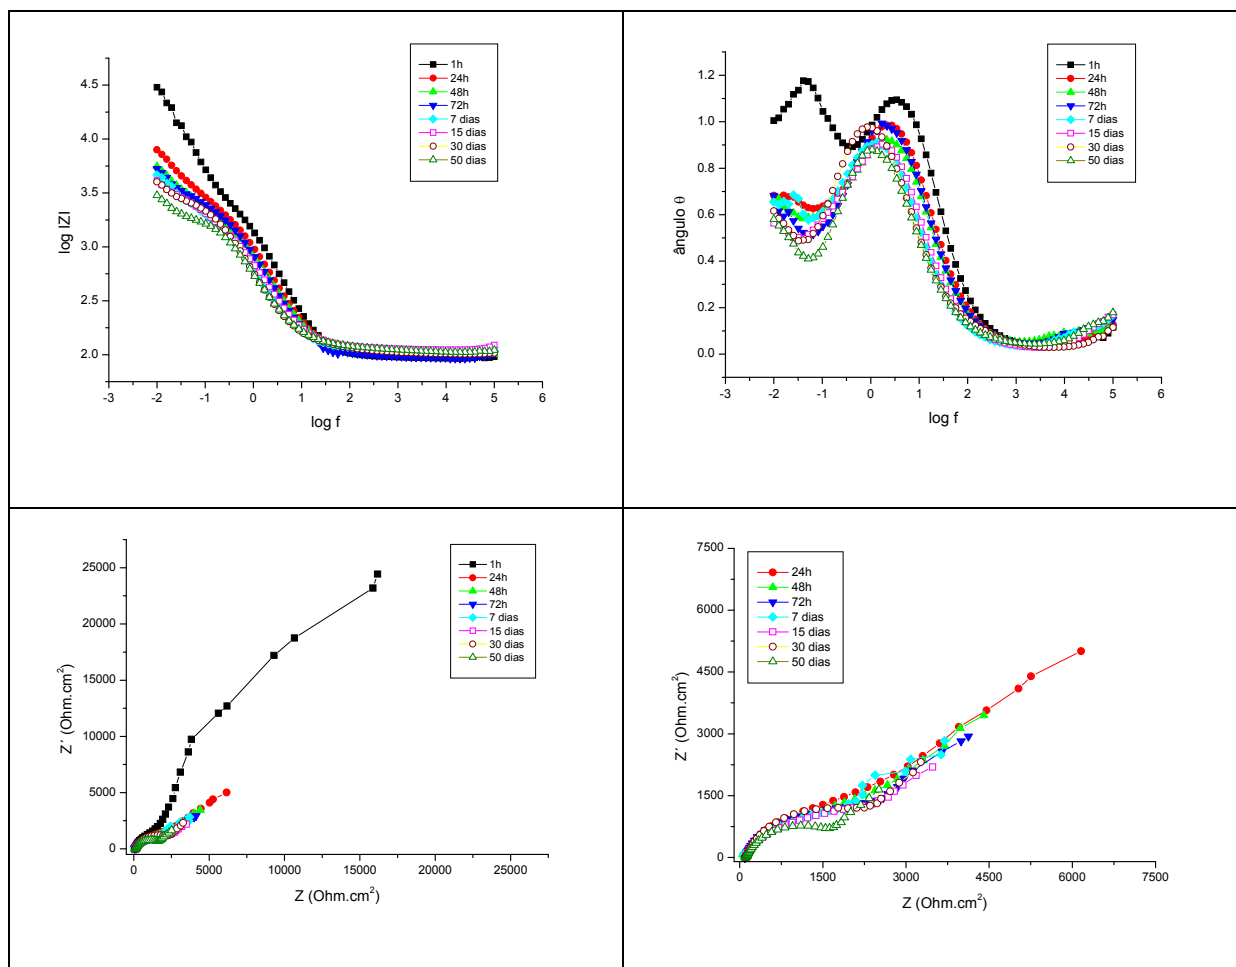 1h
24h
48h
72h
7 dias
15 dias
30 dias
50 dias
4.5
4.0
3.5
3.0
2.5
2.0
log IZI
-3 -2 -1 0 1 2 3 4 5 6
log f
1h
24h
48h
72h
7 dias
15 dias
30 dias
50 dias
1.2
1.0
0.8
0.6
0.4
0.2
0.0
ângulo θ
-3 -2 -1 0 1 2 3 4 5 6
log f
1h
24h
48h
72h
7 dias
15 dias
30 dias
50 dias
25000
20000
15000
10000
5000
0
Z´ (Ohm.cm²)
0 5000 10000 15000 20000 25000
Z (Ohm.cm²)
24h
48h
72h
7 dias
15 dias
30 dias
50 dias
7500
6000
4500
3000
1500
0
Z´ (Ohm.cm²)
0 1500 3000 4500 6000 7500
Z (Ohm.cm²)